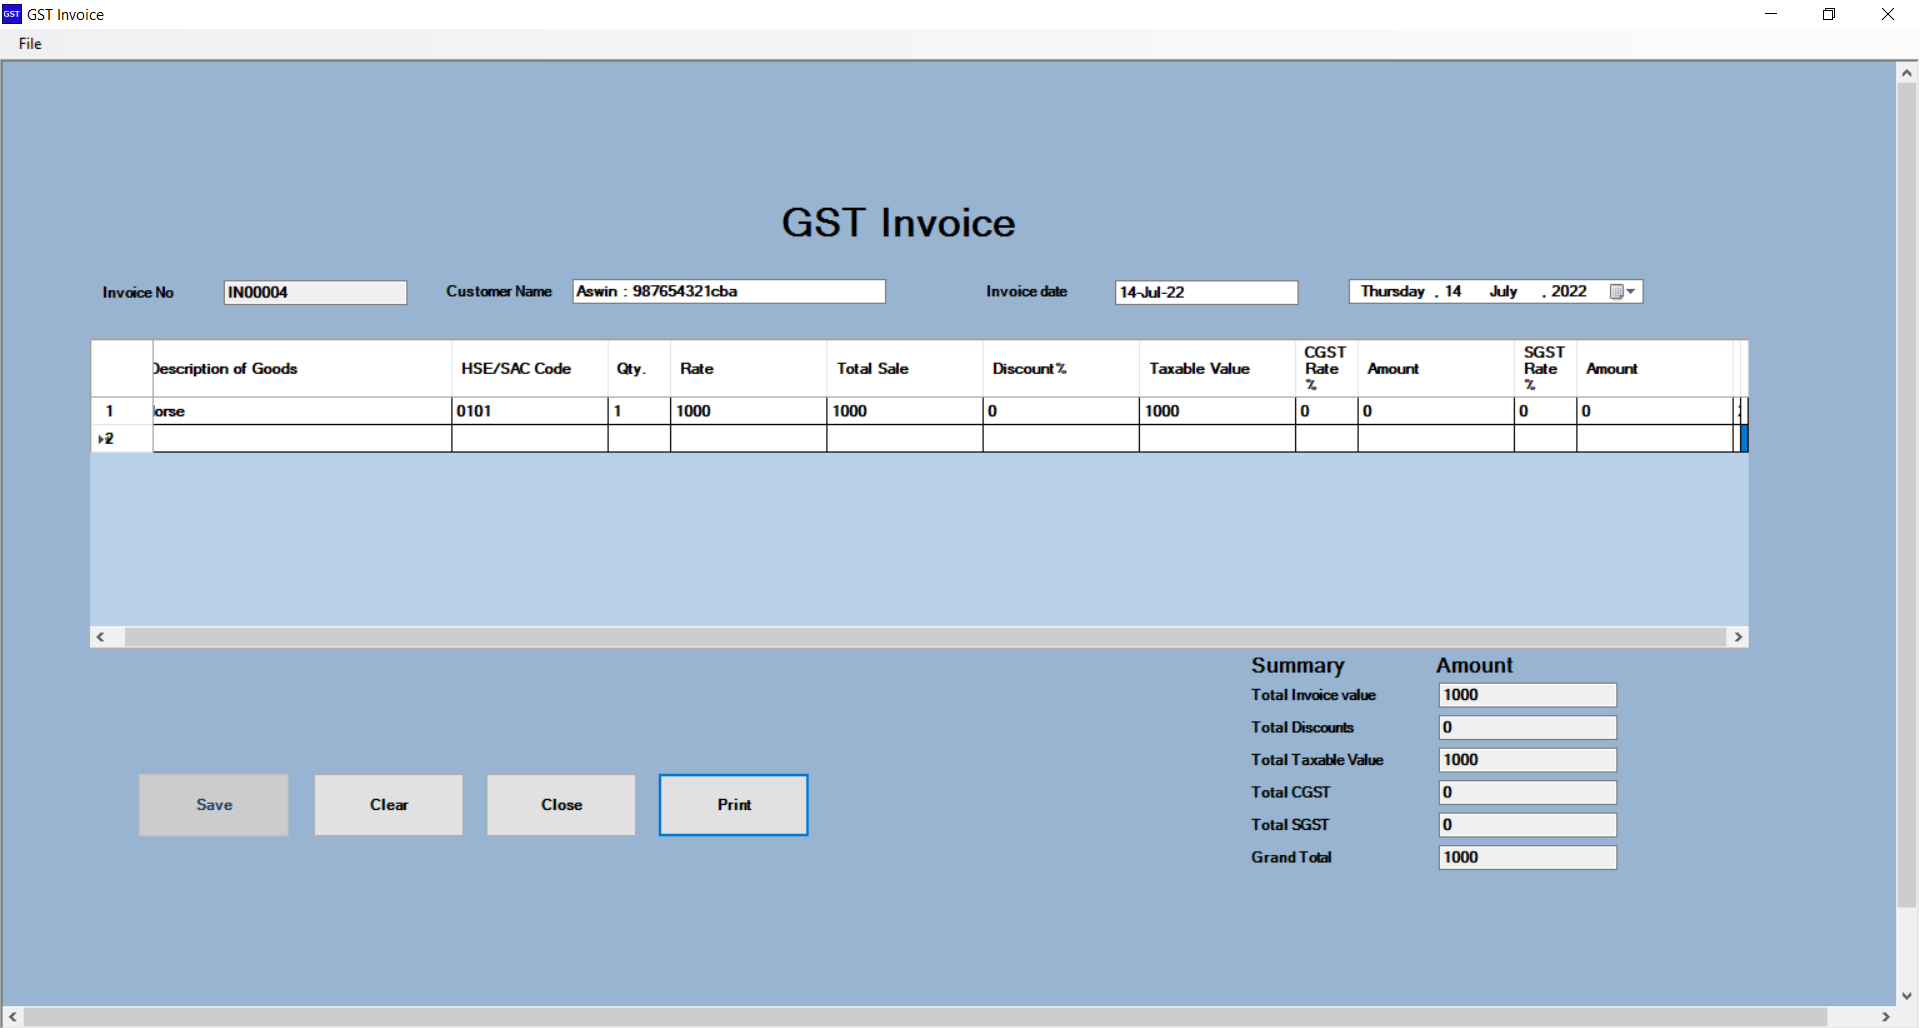 GST GST Invoice
File
GST Invoice
Invoice No IN00004 Customer Name Aswin : 987654321cba Invoice date 14-Jul-22 Thursday , 14 July , 2022
Description of Goods HSE/SAC Code Qty. Rate Total Sale Discount% Taxable Value CGST Rate % Amount SGST Rate % Amount
1 orse 0101 1 1000 1000 0 1000 0 0 0 0
2
Summary Amount
Total Invoice value 1000
Total Discounts 0
Total Taxable Value 1000
Total CGST 0
Total SGST 0
Grand Total 1000
Save Clear Close Print